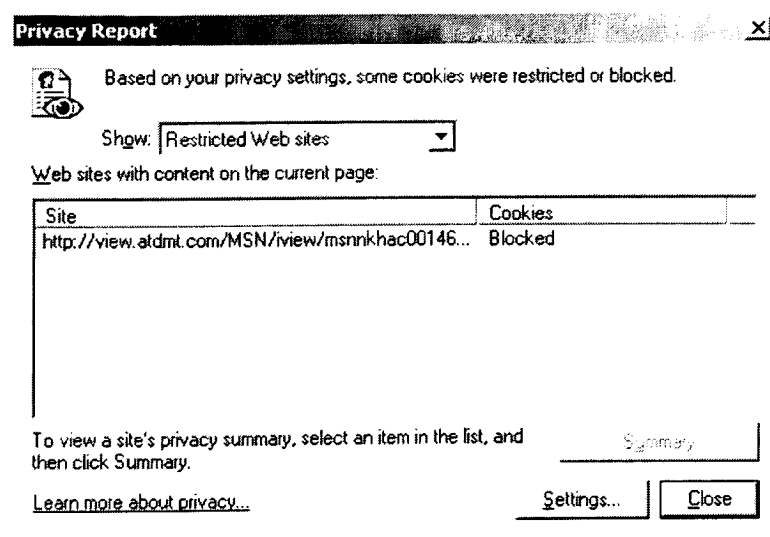 Privacy Report
Based on your privacy settings, some cookies were restricted or blocked.
Show: Restricted Web sites
Web sites with content on the current page:
Site Cookies
http://view.atdmt.com/MSN/iview/msnnkhac00146... Blocked
To view a site's privacy summary, select an item in the list, and
then click Summary.
Summary
Learn more about privacy...
Settings... Close